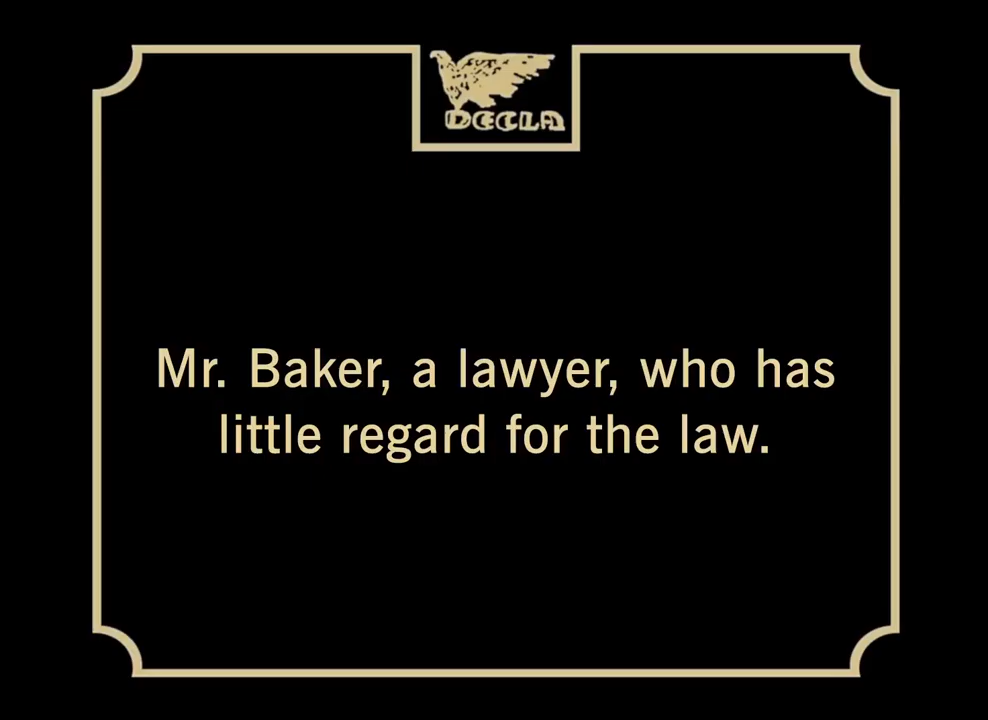 DECLA
Mr. Baker, a lawyer, who has
little regard for the law.